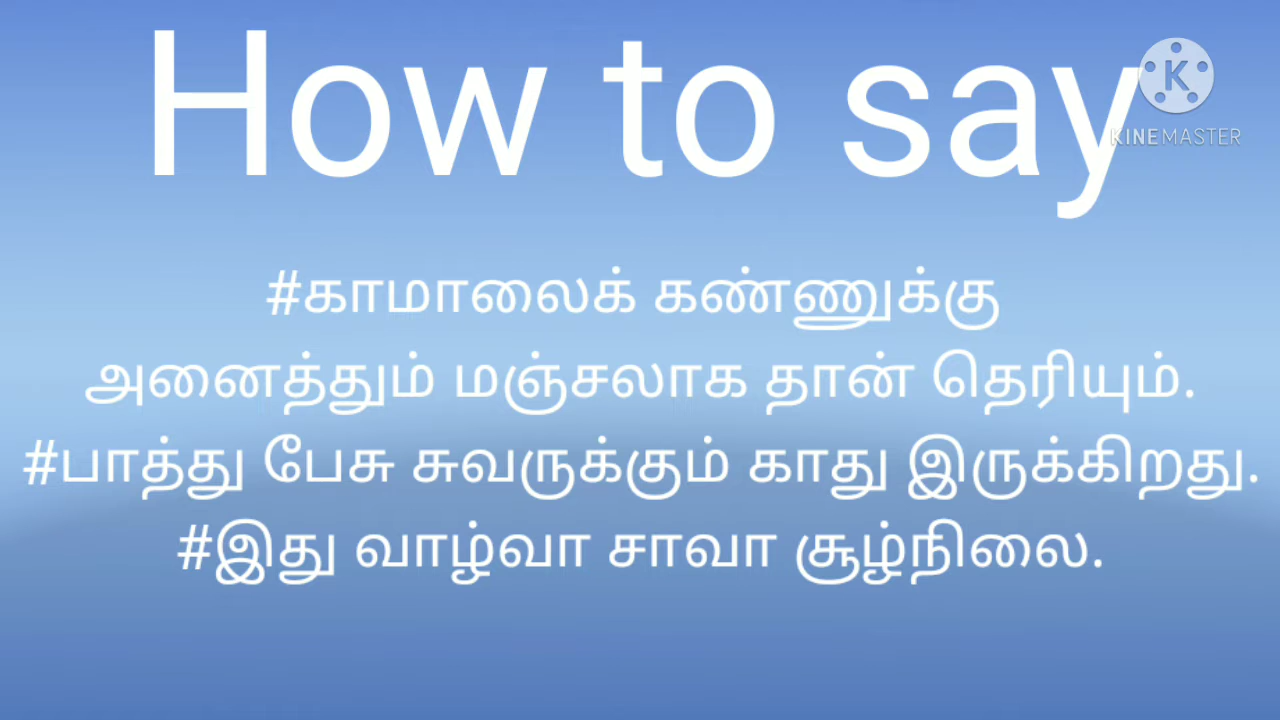 How to say
KINEMASTER
#காமாலைக் கண்ணுக்கு
அனைத்தும் மஞ்சலாக தான் தெரியும்.
#பாத்து பேசு சுவருக்கும் காது இருக்கிறது.
#இது வாழ்வா சாவா சூழ்நிலை.